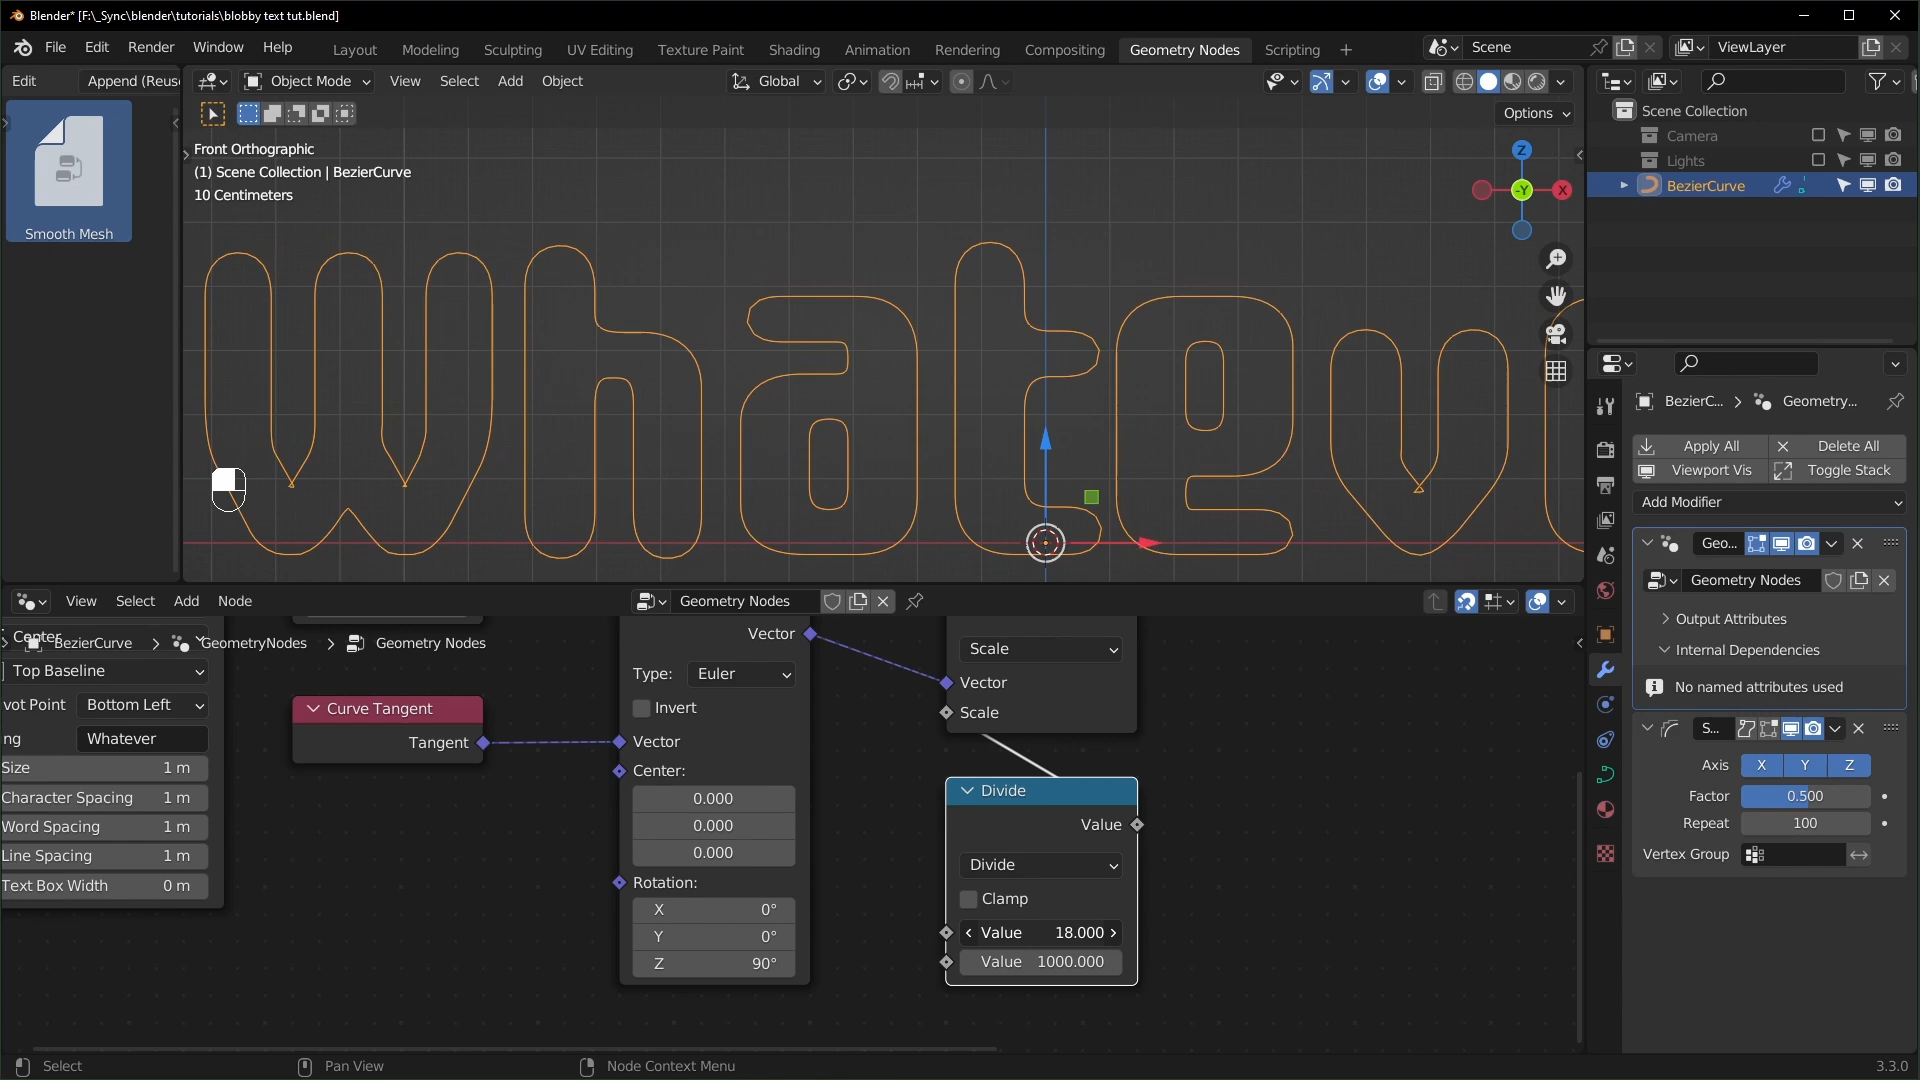 Blender* [F:\_Sync\blender\tutorials\blobby text tut.blend]
File Edit Render Window Help
Layout Modeling Sculpting UV Editing Texture Paint Shading Animation Rendering Compositing Geometry Nodes Scripting
Scene
ViewLayer
Edit
Append (Reus
Object Mode
View Select Add Object
Global
Options
Smooth Mesh
Front Orthographic
(1) Scene Collection | BezierCurve
10 Centimeters
Z
-Y
X
whatev
Scene Collection
Camera
Lights
BezierCurve
BezierC... > Geometry...
Apply All
Delete All
Viewport Vis
Toggle Stack
Add Modifier
Geo...
Geometry Nodes
Output Attributes
Internal Dependencies
No named attributes used
S...
Axis X Y Z
Factor 0.500
Repeat 100
Vertex Group
View Select Add Node
Geometry Nodes
Center
BezierCurve > GeometryNodes > Geometry Nodes
Top Baseline
vot Point Bottom Left
ng Whatever
Size 1 m
Character Spacing 1 m
Word Spacing 1 m
Line Spacing 1 m
Text Box Width 0 m
Curve Tangent
Tangent
Vector
Type: Euler
Invert
Vector
Center:
0.000
0.000
0.000
Rotation:
X 0°
Y 0°
Z 90°
Scale
Vector
Scale
Divide
Value
Divide
Clamp
Value 18.000
Value 1000.000
Select
Pan View
Node Context Menu
3.3.0